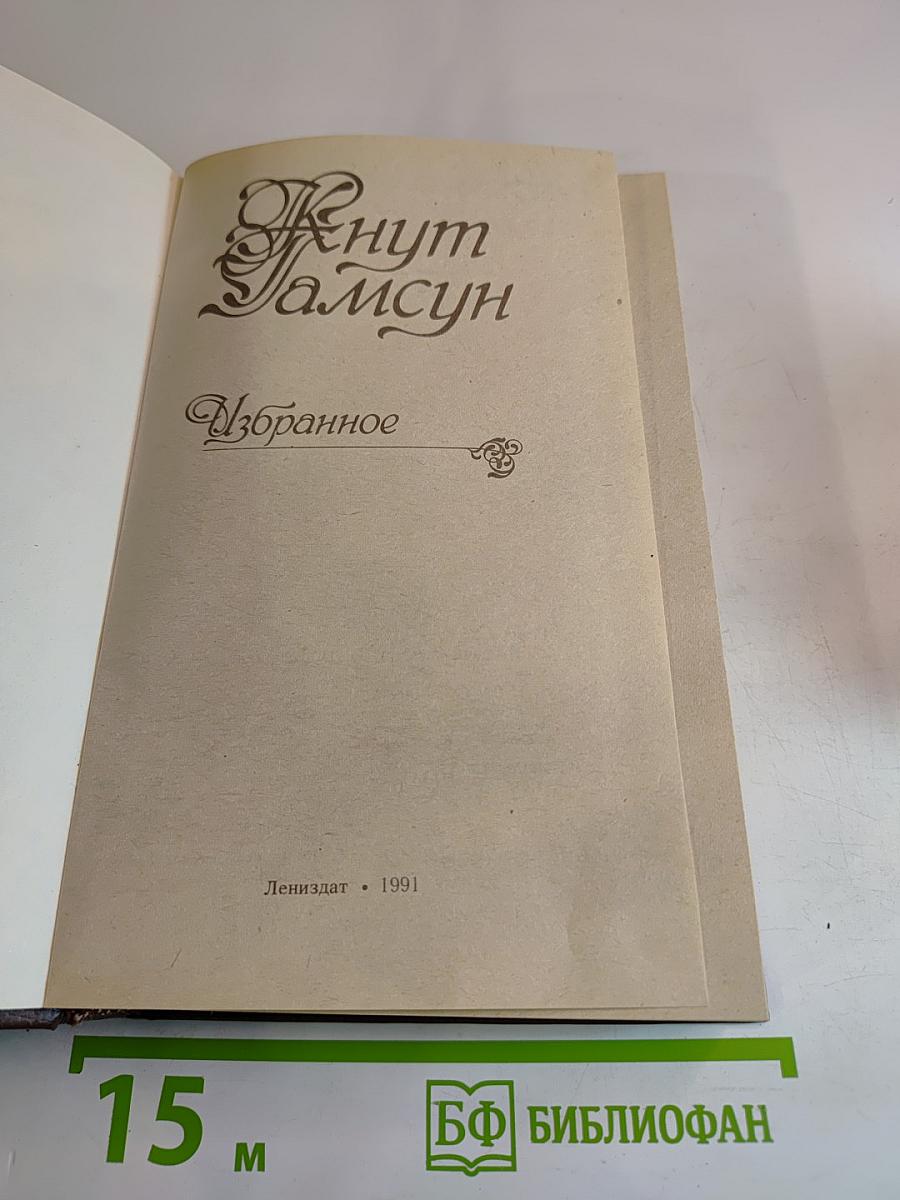 Кнут
Гамсун
Избранное
Лениздат • 1991
15 м
БФ БИБЛИОФАН